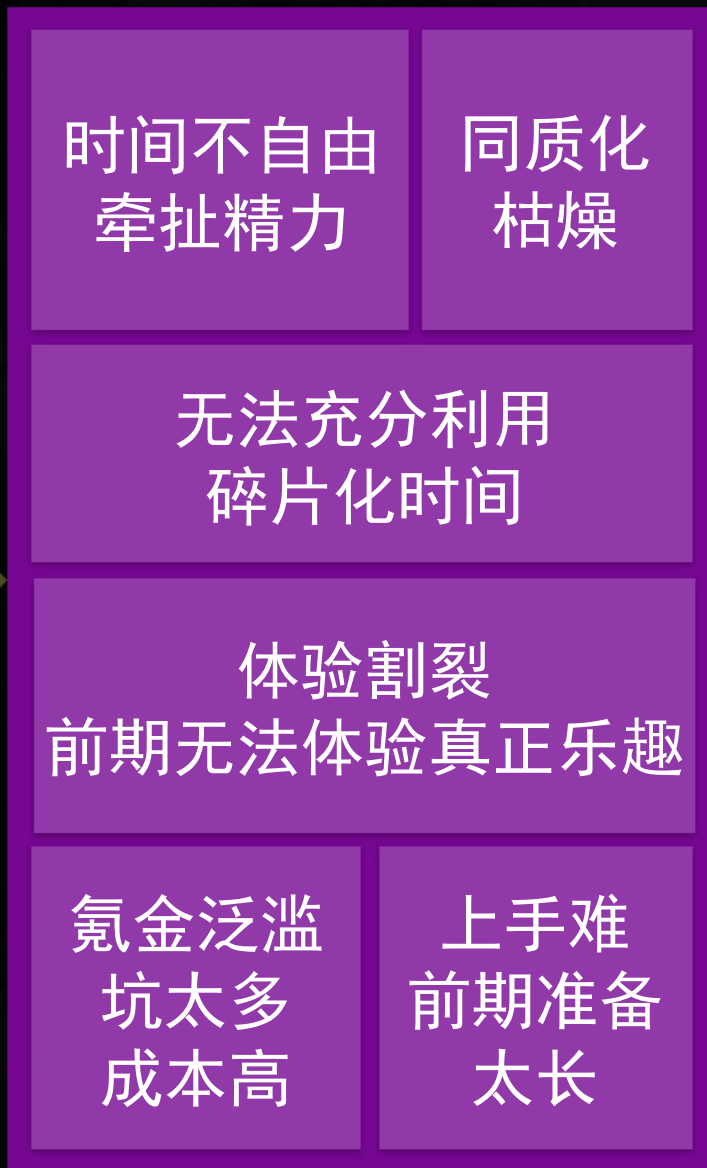 时间不自由
牵扯精力
同质化
枯燥
无法充分利用
碎片化时间
体验割裂
前期无法体验真正乐趣
氪金泛滥
坑太多
成本高
上手难
前期准备
太长